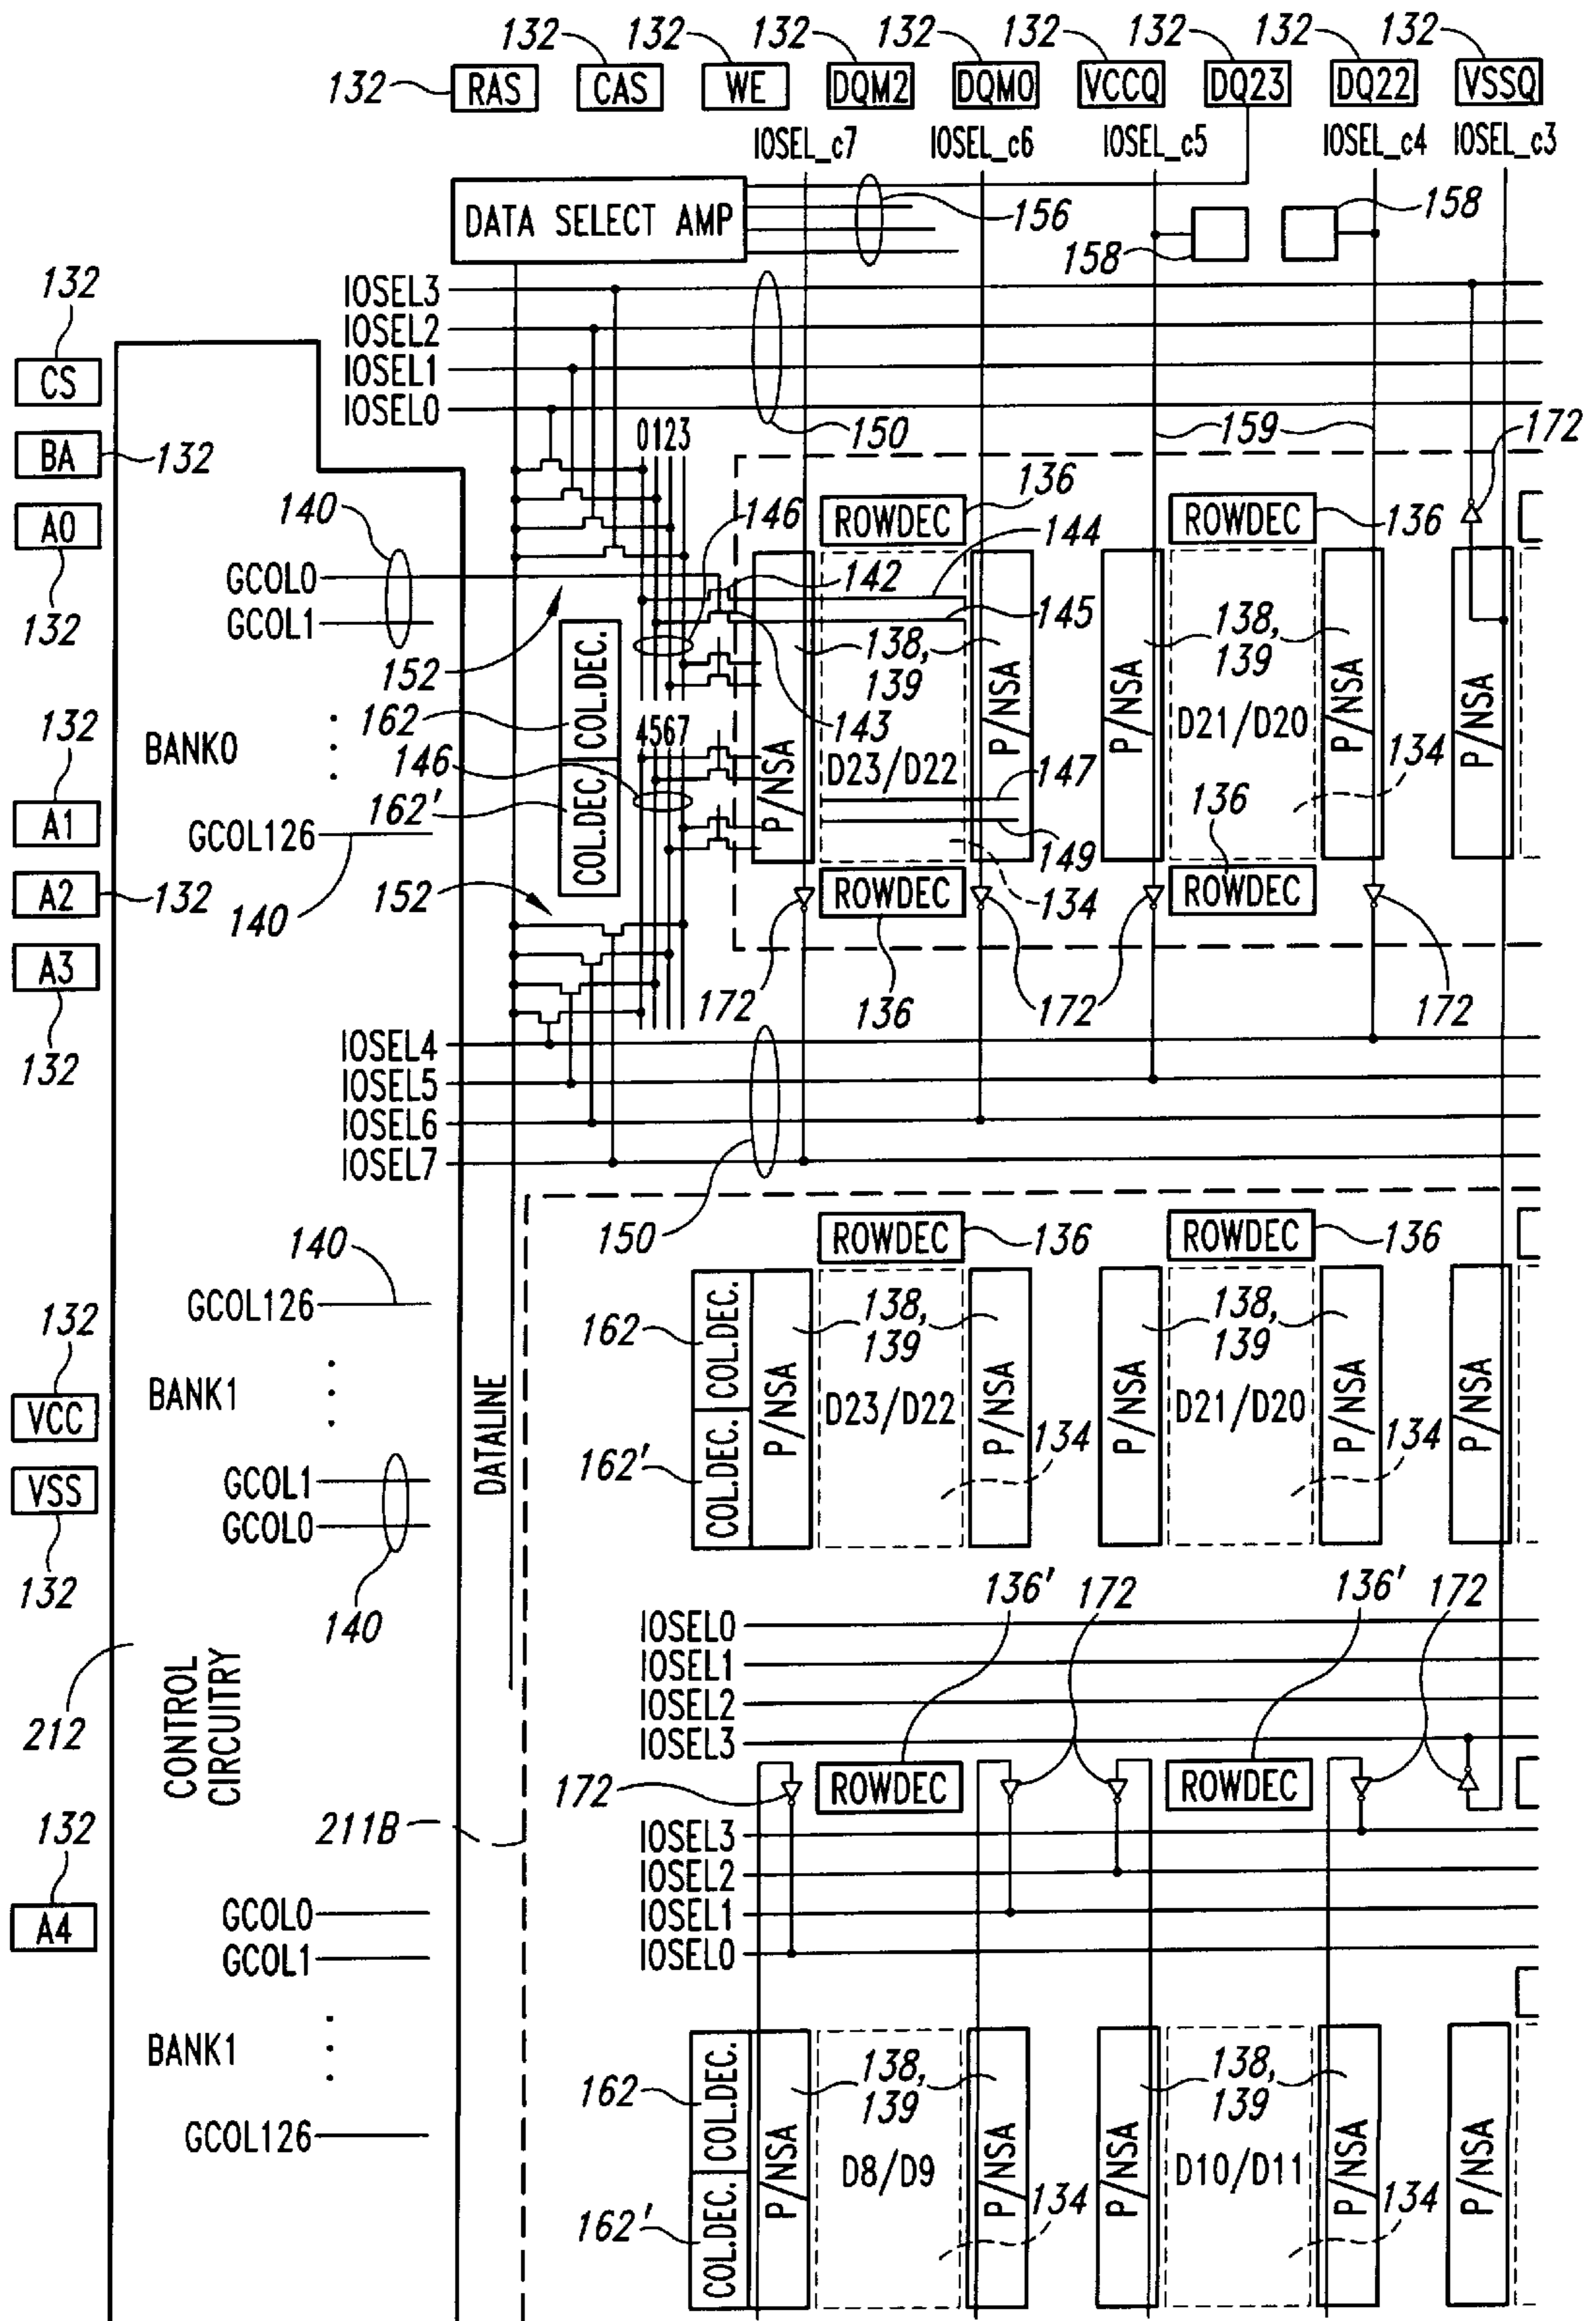 132 132 132 132 132 132 132 132
132 RAS CAS WE DQM2 DQM0 VCCQ DQ23 DQ22 VSSQ
IOSEL_c7 IOSEL_c6 IOSEL_c5 IOSEL_c4 IOSEL_c3
DATA SELECT AMP 156 158 158
132 IOSEL3
IOSEL2
CS IOSEL1
IOSEL0 150 159 172
BA 132 0123
A0 140 146 ROWDEC 136 144 ROWDEC 136
GCOL0 142
132 GCOL1 145
152 138, 139 138, 139
162 COL.DEC. 143 P/NSA P/NSA P/NSA D21/D20 P/NSA P/NSA
132 BANK0 4567 D23/D22 147 134
146
A1 162' COL.DEC. 136
GCOL126 149
A2 132 152 ROWDEC 134 ROWDEC
140
A3 172 136 172 172
132 IOSEL4
IOSEL5
IOSEL6
IOSEL7
150 ROWDEC 136 ROWDEC 136
140
132 GCOL126 162 COL.DEC. 138, 139 138, 139
VCC BANK1 P/NSA D23/D22 P/NSA P/NSA D21/D20 P/NSA P/NSA
DATALINE
162' COL.DEC. 134 134
VSS GCOL1
GCOL0
132 140 136' 172 136' 172
IOSEL0
IOSEL1
IOSEL2
212 CONTROL CIRCUITRY IOSEL3
172 ROWDEC ROWDEC
132 211B IOSEL3
IOSEL2
A4 GCOL0 IOSEL1
GCOL1 IOSEL0
BANK1 162 COL.DEC. 138, 139 138, 139
GCOL126 P/NSA D8/D9 P/NSA P/NSA D10/D11 P/NSA P/NSA
162' COL.DEC. 134 134